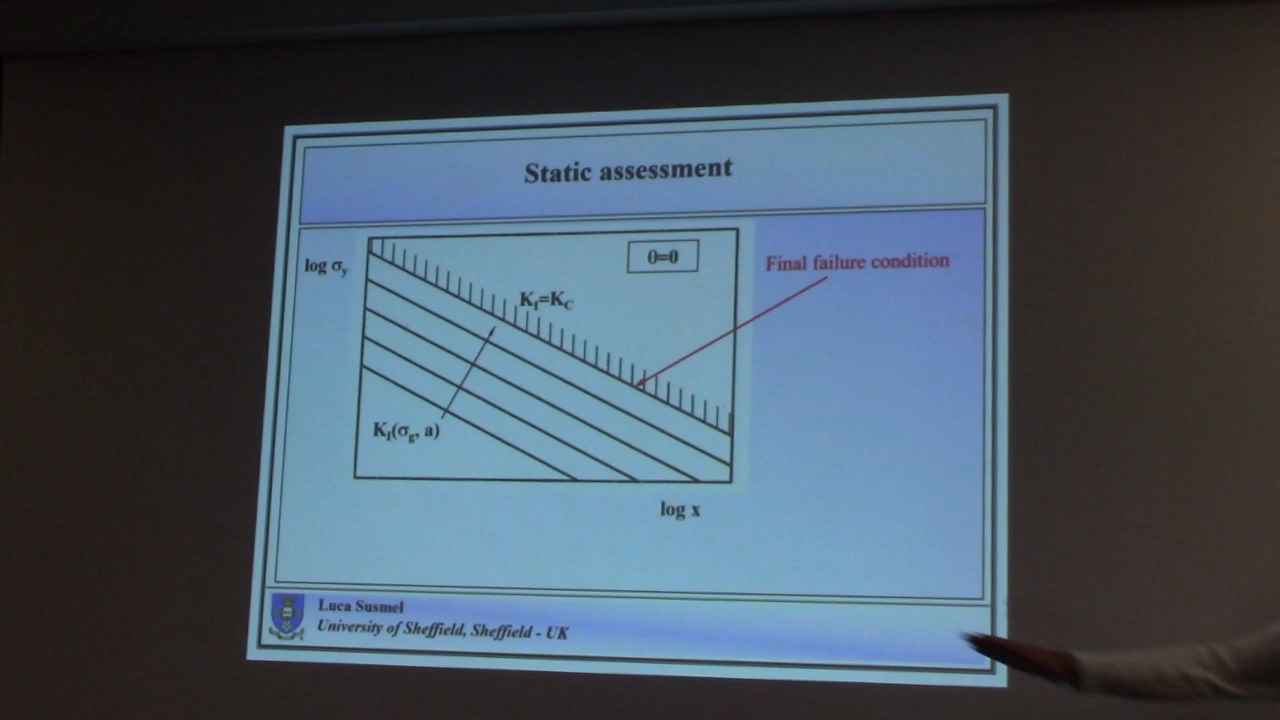 Static assessment
log σy
θ=0
Final failure condition
KI=KC
KI(σg, a)
log x
Luca Susmel
University of Sheffield, Sheffield - UK